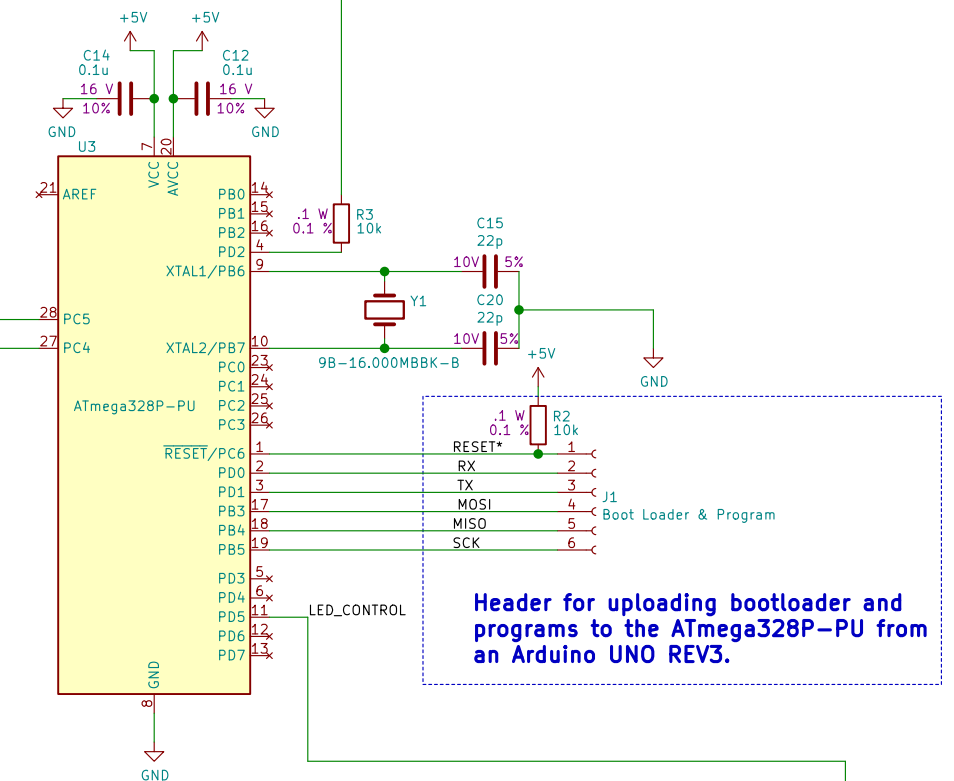 +5V
+5V
C14
0.1u
16 V
10%
C12
0.1u
16 V
10%
GND
GND
U3
7
20
VCC
AVCC
21
AREF
PB0
14
PB1
15
PB2
16
PD2
4
XTAL1/PB6
9
.1 W
0.1 %
R3
10k
C15
22p
10V
5%
Y1
C20
22p
10V
5%
9B-16.000MBBK-B
+5V
GND
28
PC5
27
PC4
XTAL2/PB7
10
PC0
23
PC1
24
PC2
25
PC3
26
ATmega328P-PU
.1 W
0.1 %
R2
10k
RESET/PC6
1
RESET*
1
PD0
2
RX
2
PD1
3
TX
3
PB3
17
MOSI
4
PB4
18
MISO
5
PB5
19
SCK
6
J1
Boot Loader & Program
PD3
5
PD4
6
PD5
11
LED_CONTROL
PD6
12
PD7
13
Header for uploading bootloader and
programs to the ATmega328P-PU from
an Arduino UNO REV3.
GND
8
GND